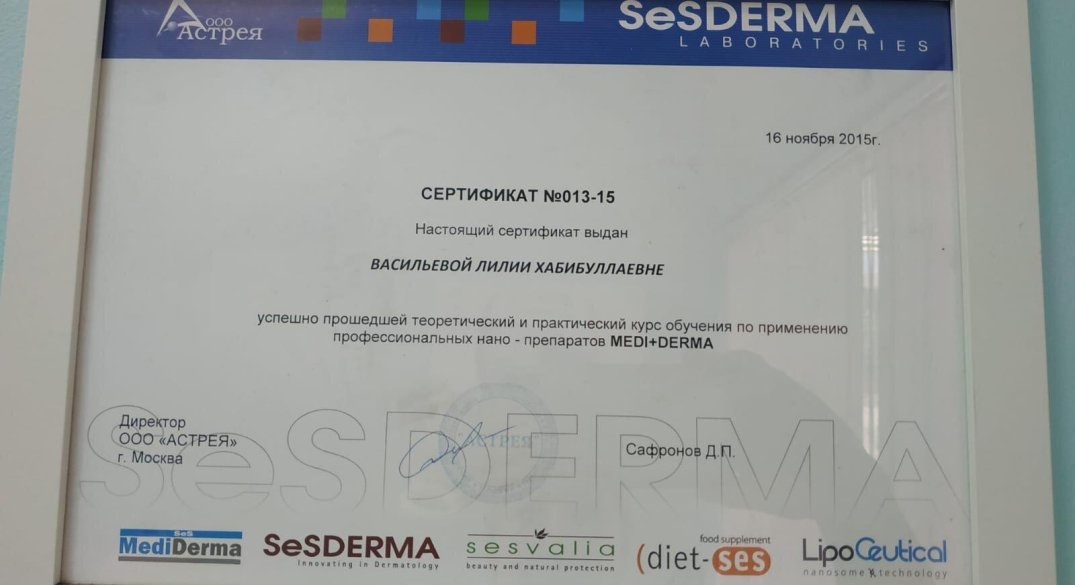 ООО
Астрея
SeSDERMA
LABORATORIES
16 ноября 2015г.
СЕРТИФИКАТ №013-15
Настоящий сертификат выдан
ВАСИЛЬЕВОЙ ЛИЛИИ ХАБИБУЛЛАЕВНЕ
успешно прошедшей теоретический и практический курс обучения по применению
профессиональных нано - препаратов MEDI+DERMA
SeSDERMA
Директор
ООО «АСТРЕЯ»
г. Москва
АСТРЕЯ
Сафронов Д.П.
SeS
MediDerma
SeSDERMA
Innovating in Dermatology
sesvalia
beauty and natural protection
food supplement
(diet-ses
LipoCeutical
nanosome technology